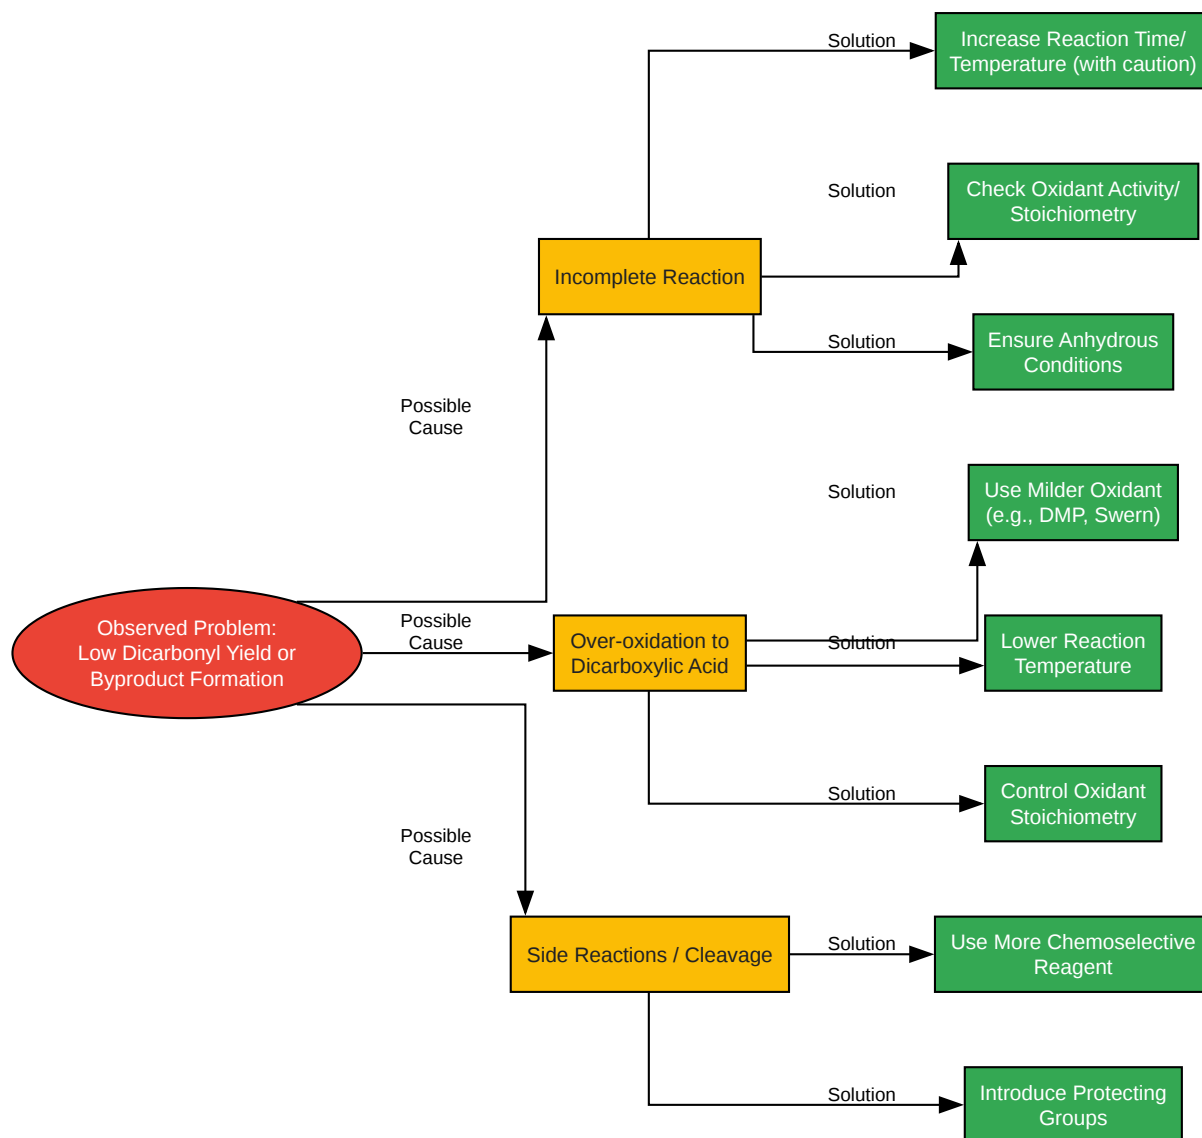 Solution
Increase Reaction Time/
Temperature (with caution)
Solution
Check Oxidant Activity/
Stoichiometry
Incomplete Reaction
Solution
Ensure Anhydrous
Conditions
Possible
Cause
Solution
Use Milder Oxidant
(e.g., DMP, Swern)
Observed Problem:
Low Dicarbonyl Yield or
Byproduct Formation
Possible
Cause
Over-oxidation to
Dicarboxylic Acid
Solution
Lower Reaction
Temperature
Solution
Control Oxidant
Stoichiometry
Possible
Cause
Side Reactions / Cleavage
Solution
Use More Chemoselective
Reagent
Solution
Introduce Protecting
Groups